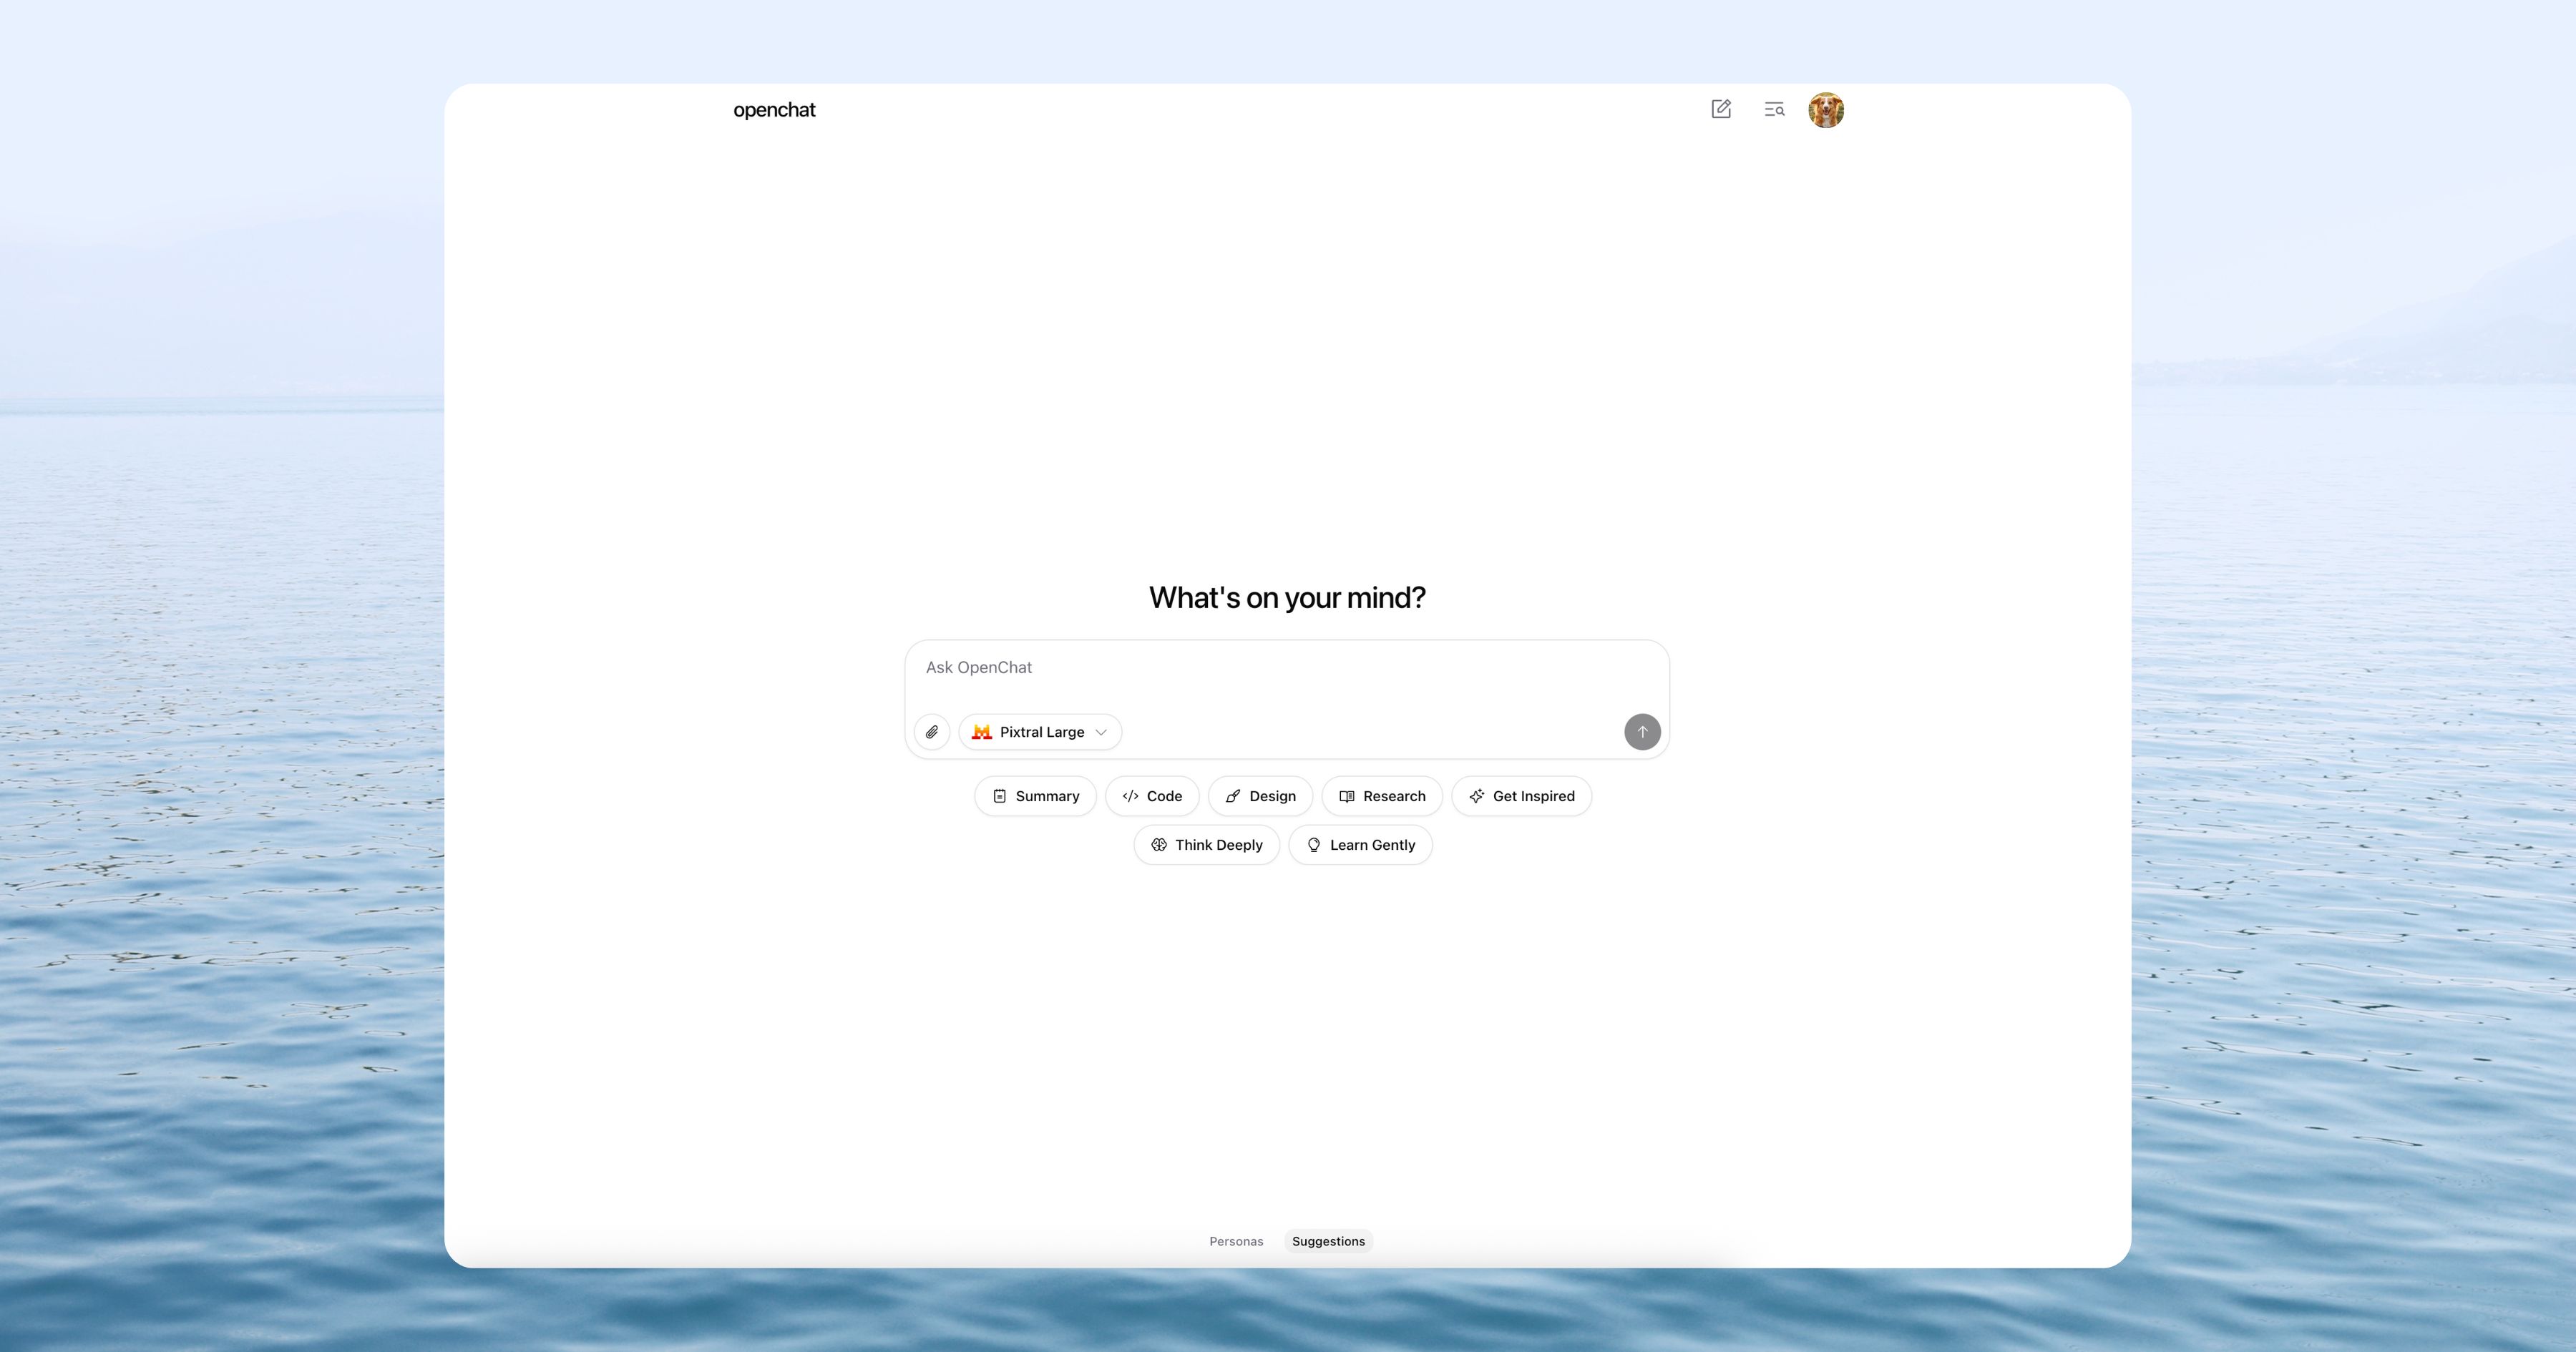 openchat
What's on your mind?
Ask OpenChat
Pixtral Large
Summary Code Design Research Get Inspired
Think Deeply Learn Gently
Personas Suggestions